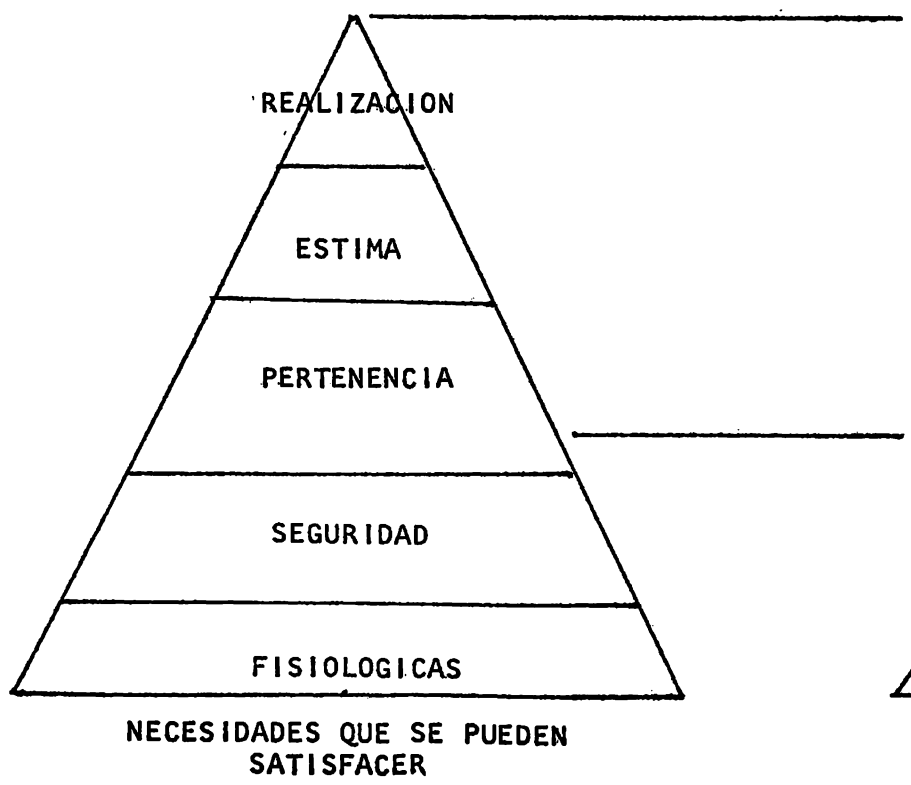 REALIZACION
ESTIMA
PERTENENCIA
SEGURIDAD
FISIOLOGICAS
NECESIDADES QUE SE PUEDEN
SATISFACER